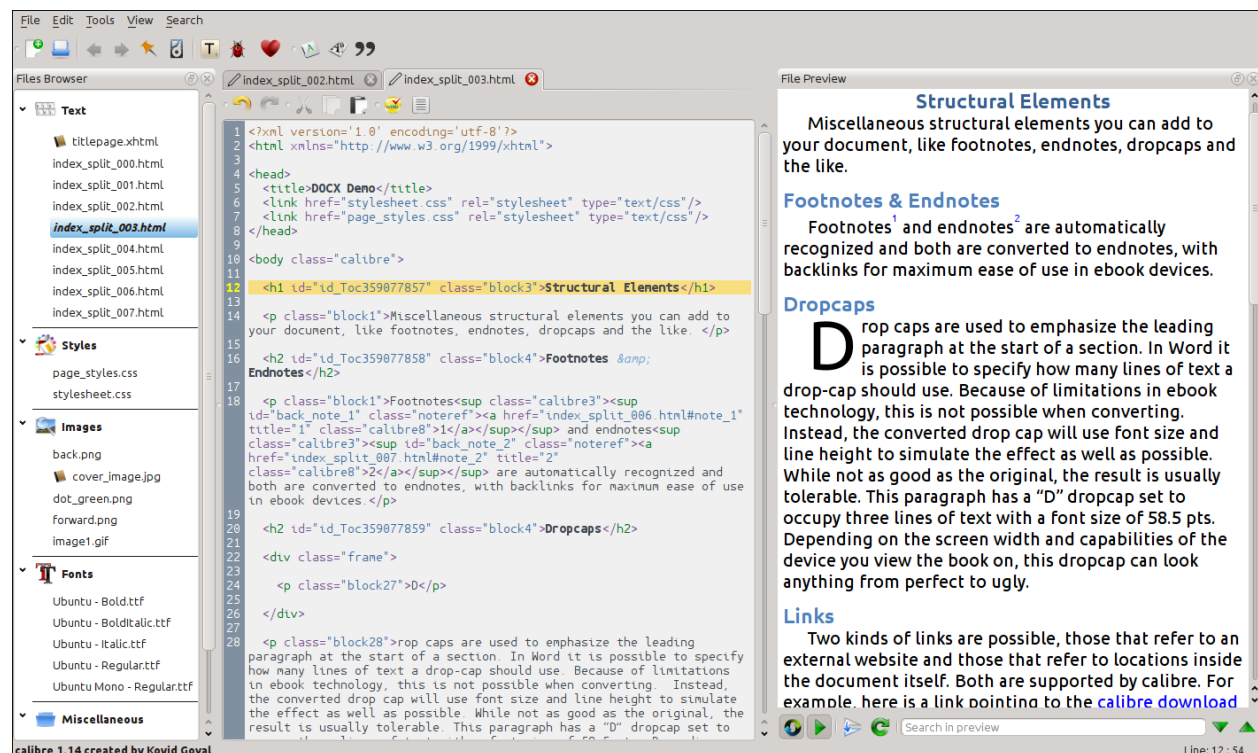 File Edit Tools View Search
Files Browser
Text
titlepage.xhtml
index_split_000.html
index_split_001.html
index_split_002.html
index_split_003.html
index_split_004.html
index_split_005.html
index_split_006.html
index_split_007.html
Styles
page_styles.css
stylesheet.css
Images
back.png
cover_image.jpg
dot_green.png
forward.png
image1.gif
Fonts
Ubuntu - Bold.ttf
Ubuntu - BoldItalic.ttf
Ubuntu - Italic.ttf
Ubuntu - Regular.ttf
Ubuntu Mono - Regular.ttf
Miscellaneous
index_split_002.html index_split_003.html
1 <?xml version='1.0' encoding='utf-8'?>
2 <html xmlns="http://www.w3.org/1999/xhtml">
3
4 <head>
5 <title>DOCX Demo</title>
6 <link href="stylesheet.css" rel="stylesheet" type="text/css"/>
7 <link href="page_styles.css" rel="stylesheet" type="text/css"/>
8 </head>
9
10 <body class="calibre">
11
12 <h1 id="id_Toc359077857" class="block3">Structural Elements</h1>
13
14 <p class="block1">Miscellaneous structural elements you can add to
your document, like footnotes, endnotes, dropcaps and the like. </p>
15
16 <h2 id="id_Toc359077858" class="block4">Footnotes &amp;
Endnotes</h2>
17
18 <p class="block1">Footnotes<sup class="calibre3"><sup
id="back_note_1" class="noteref"><a href="index_split_006.html#note_1"
title="1" class="calibre8">1</a></sup></sup> and endnotes<sup
class="calibre3"><sup id="back_note_2" class="noteref"><a
href="index_split_007.html#note_2" title="2"
class="calibre8">2</a></sup></sup> are automatically recognized and
both are converted to endnotes, with backlinks for maximum ease of use
in ebook devices.</p>
19
20 <h2 id="id_Toc359077859" class="block4">Dropcaps</h2>
21
22 <div class="frame">
23
24 <p class="block27">D</p>
25
26 </div>
27
28 <p class="block28">rop caps are used to emphasize the leading
paragraph at the start of a section. In Word it is possible to specify
how many lines of text a drop-cap should use. Because of limitations
in ebook technology, this is not possible when converting. Instead,
the converted drop cap will use font size and line height to simulate
the effect as well as possible. While not as good as the original, the
result is usually tolerable. This paragraph has a "D" dropcap set to
File Preview
Structural Elements
Miscellaneous structural elements you can add to
your document, like footnotes, endnotes, dropcaps and
the like.
Footnotes & Endnotes
Footnotes1 and endnotes2 are automatically
recognized and both are converted to endnotes, with
backlinks for maximum ease of use in ebook devices.
Dropcaps
Drop caps are used to emphasize the leading
paragraph at the start of a section. In Word it
is possible to specify how many lines of text a
drop-cap should use. Because of limitations in ebook
technology, this is not possible when converting.
Instead, the converted drop cap will use font size and
line height to simulate the effect as well as possible.
While not as good as the original, the result is usually
tolerable. This paragraph has a “D” dropcap set to
occupy three lines of text with a font size of 58.5 pts.
Depending on the screen width and capabilities of the
device you view the book on, this dropcap can look
anything from perfect to ugly.
Links
Two kinds of links are possible, those that refer to an
external website and those that refer to locations inside
the document itself. Both are supported by calibre. For
example, here is a link pointing to the calibre download
Search in preview
calibre 1.14 created by Kovid Goyal
Line: 12 : 54